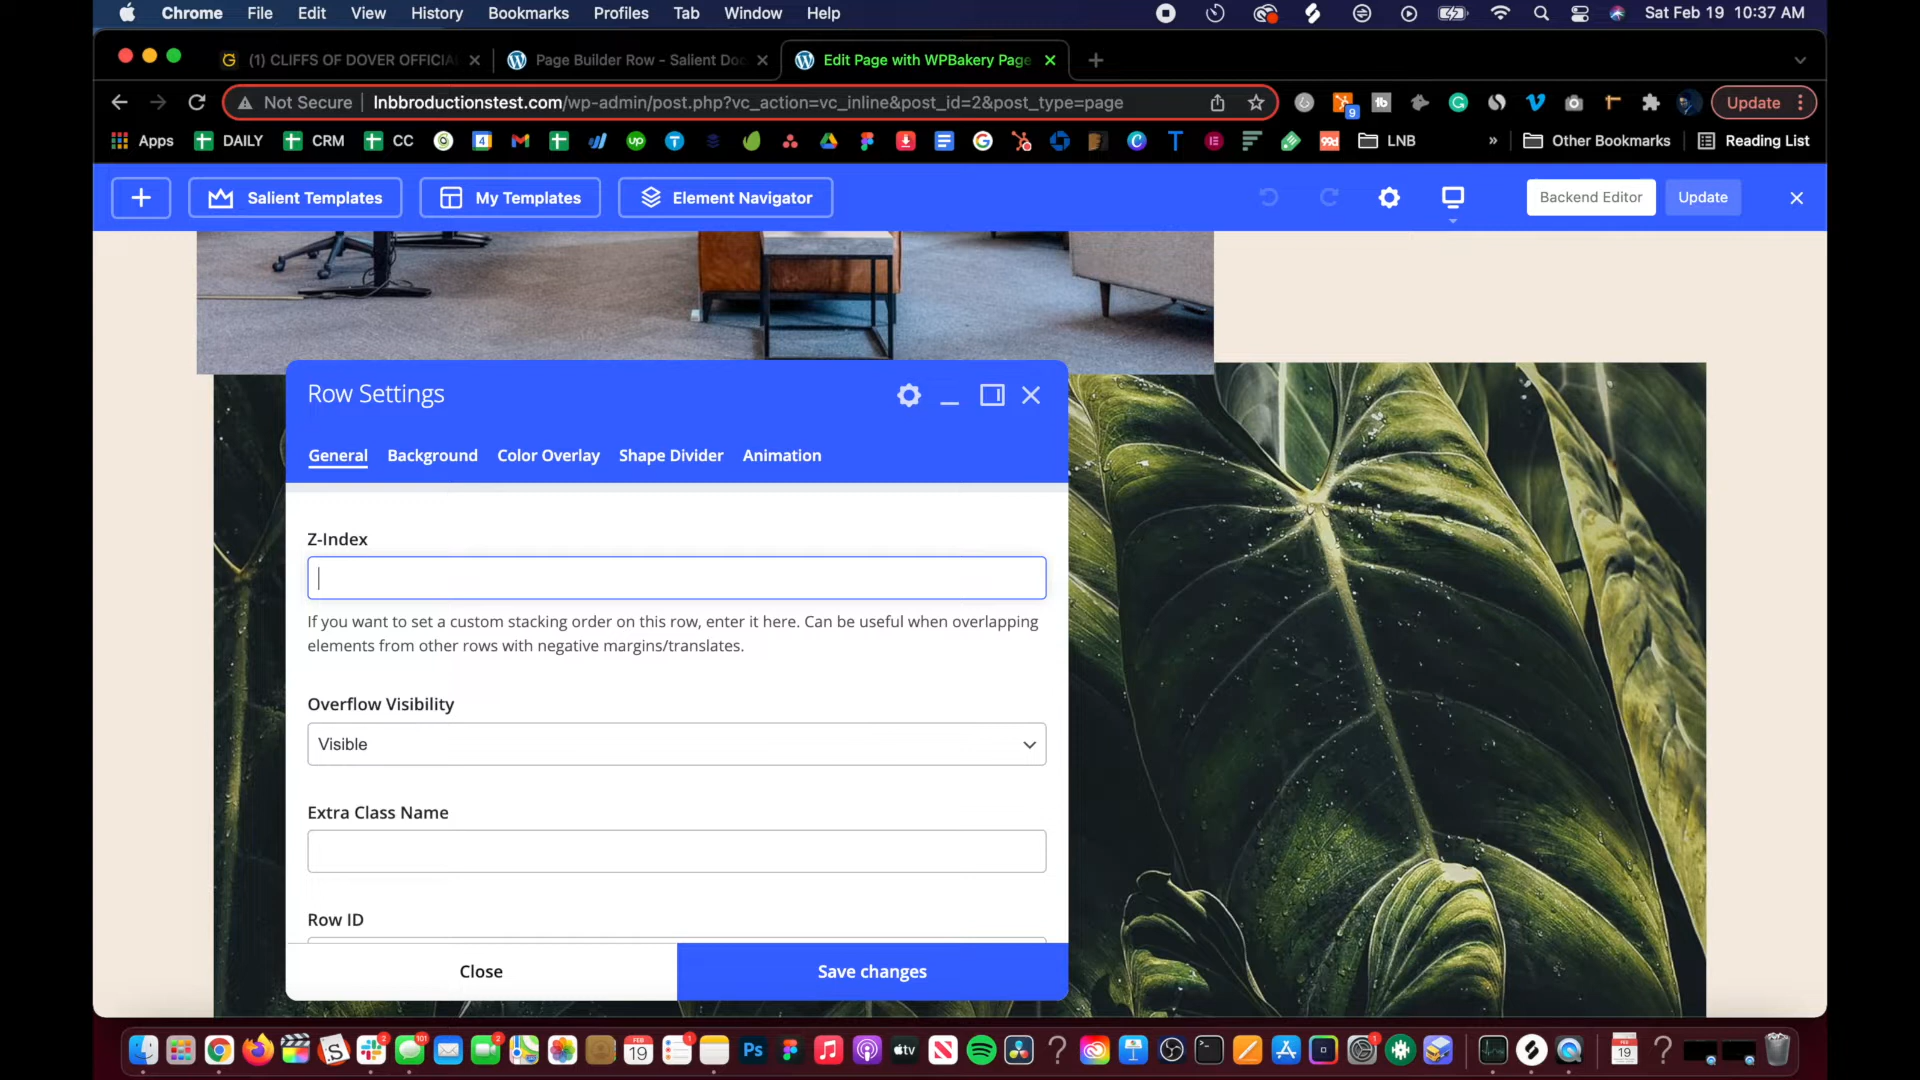 Chrome File Edit View History Bookmarks Profiles Tab Window Help Sat Feb 19 10:37 AM
(1) CLIFFS OF DOVER OFFICIA Page Builder Row - Salient Doc Edit Page with WPBakery Page
Not Secure lnbbroductionstest.com/wp-admin/post.php?vc_action=vc_inline&post_id=2&post_type=page 9 Update
Apps DAILY CRM CC LNB » Other Bookmarks Reading List
Salient Templates My Templates Element Navigator Backend Editor Update
Row Settings
General Background Color Overlay Shape Divider Animation
Z-Index
If you want to set a custom stacking order on this row, enter it here. Can be useful when overlapping
elements from other rows with negative margins/translates.
Overflow Visibility
Visible
Extra Class Name
Row ID
Close Save changes